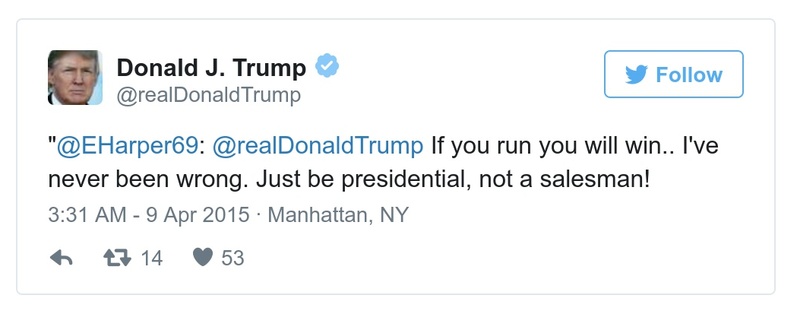 Donald J. Trump
@realDonaldTrump
Follow
"@EHarper69: @realDonaldTrump If you run you will win.. I've
never been wrong. Just be presidential, not a salesman!
3:31 AM - 9 Apr 2015 · Manhattan, NY
14 53